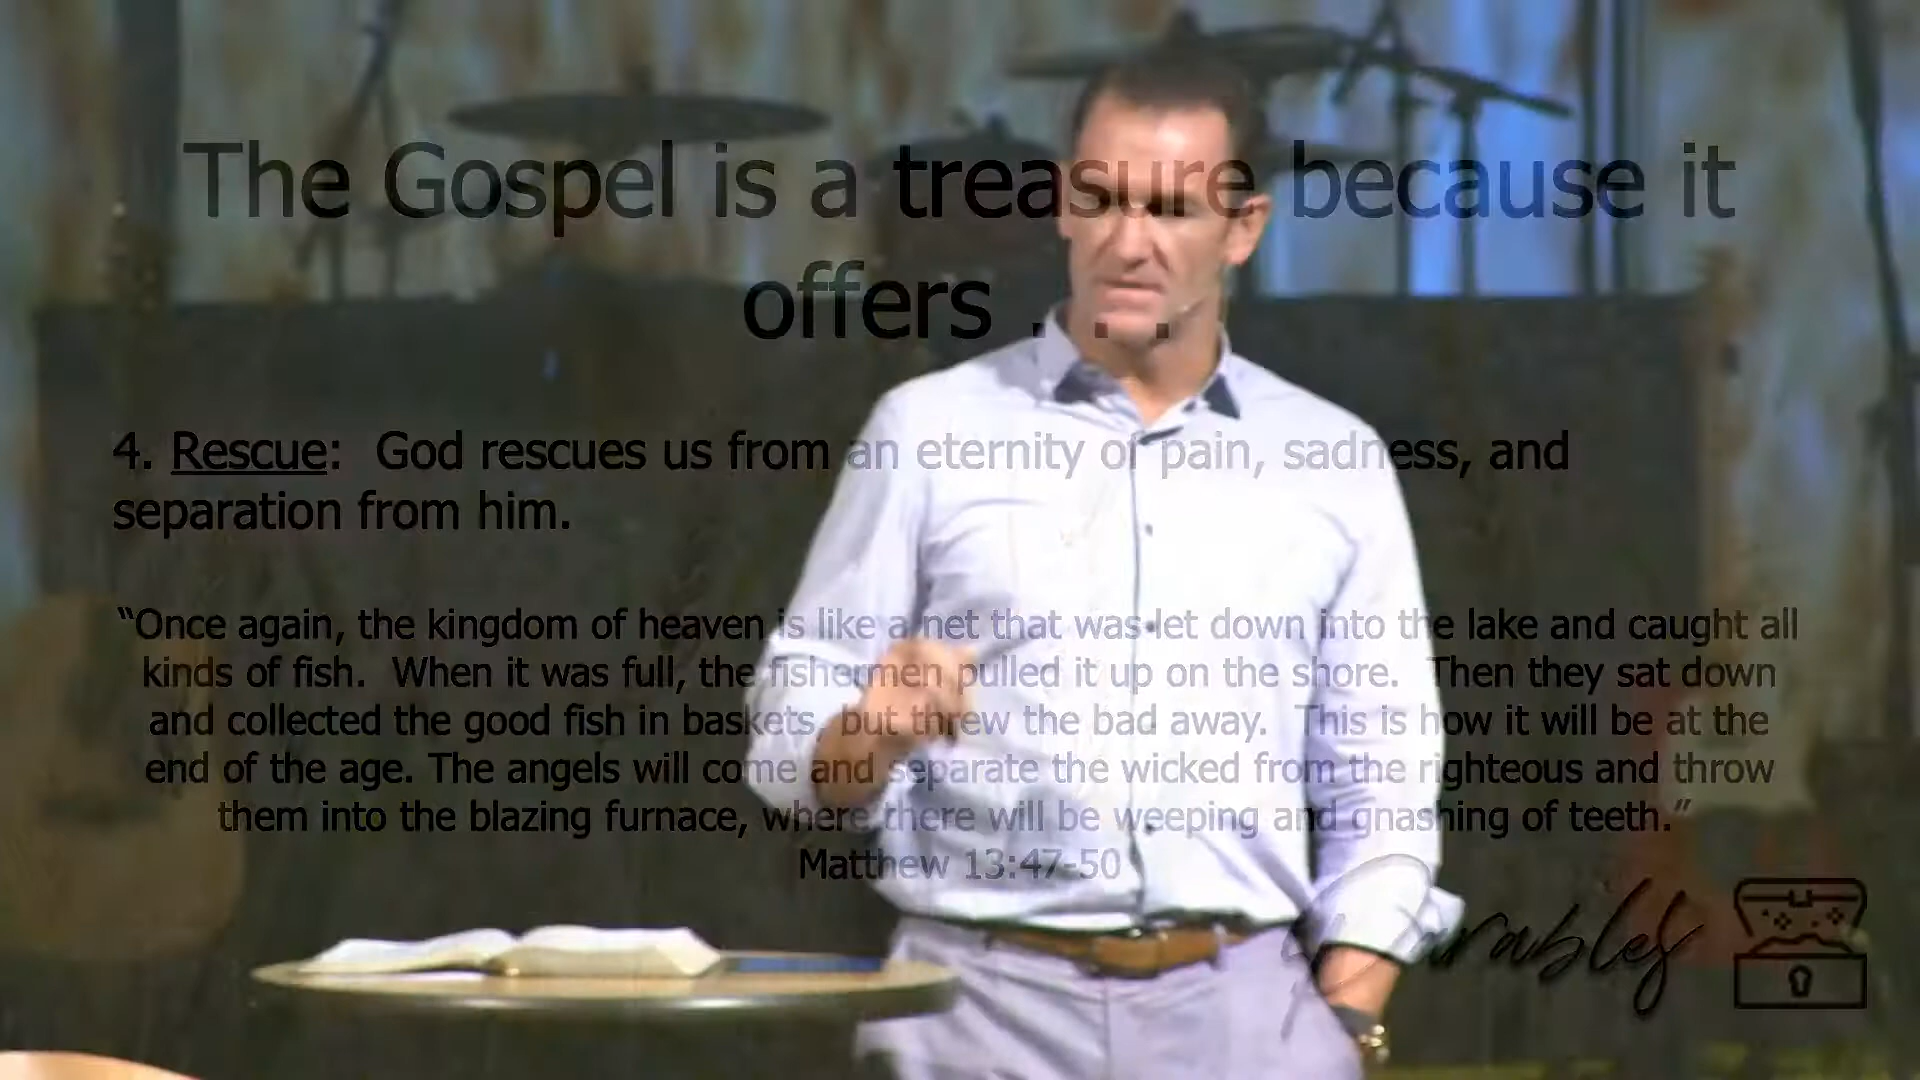 The Gospel is a treasure because it
offers . . .
4. Rescue:  God rescues us from an eternity of pain, sadness, and
separation from him.
“Once again, the kingdom of heaven is like a net that was let down into the lake and caught all
kinds of fish.  When it was full, the fishermen pulled it up on the shore.  Then they sat down
and collected the good fish in baskets, but threw the bad away.  This is how it will be at the
end of the age. The angels will come and separate the wicked from the righteous and throw
them into the blazing furnace, where there will be weeping and gnashing of teeth.”
Matthew 13:47-50
Parables